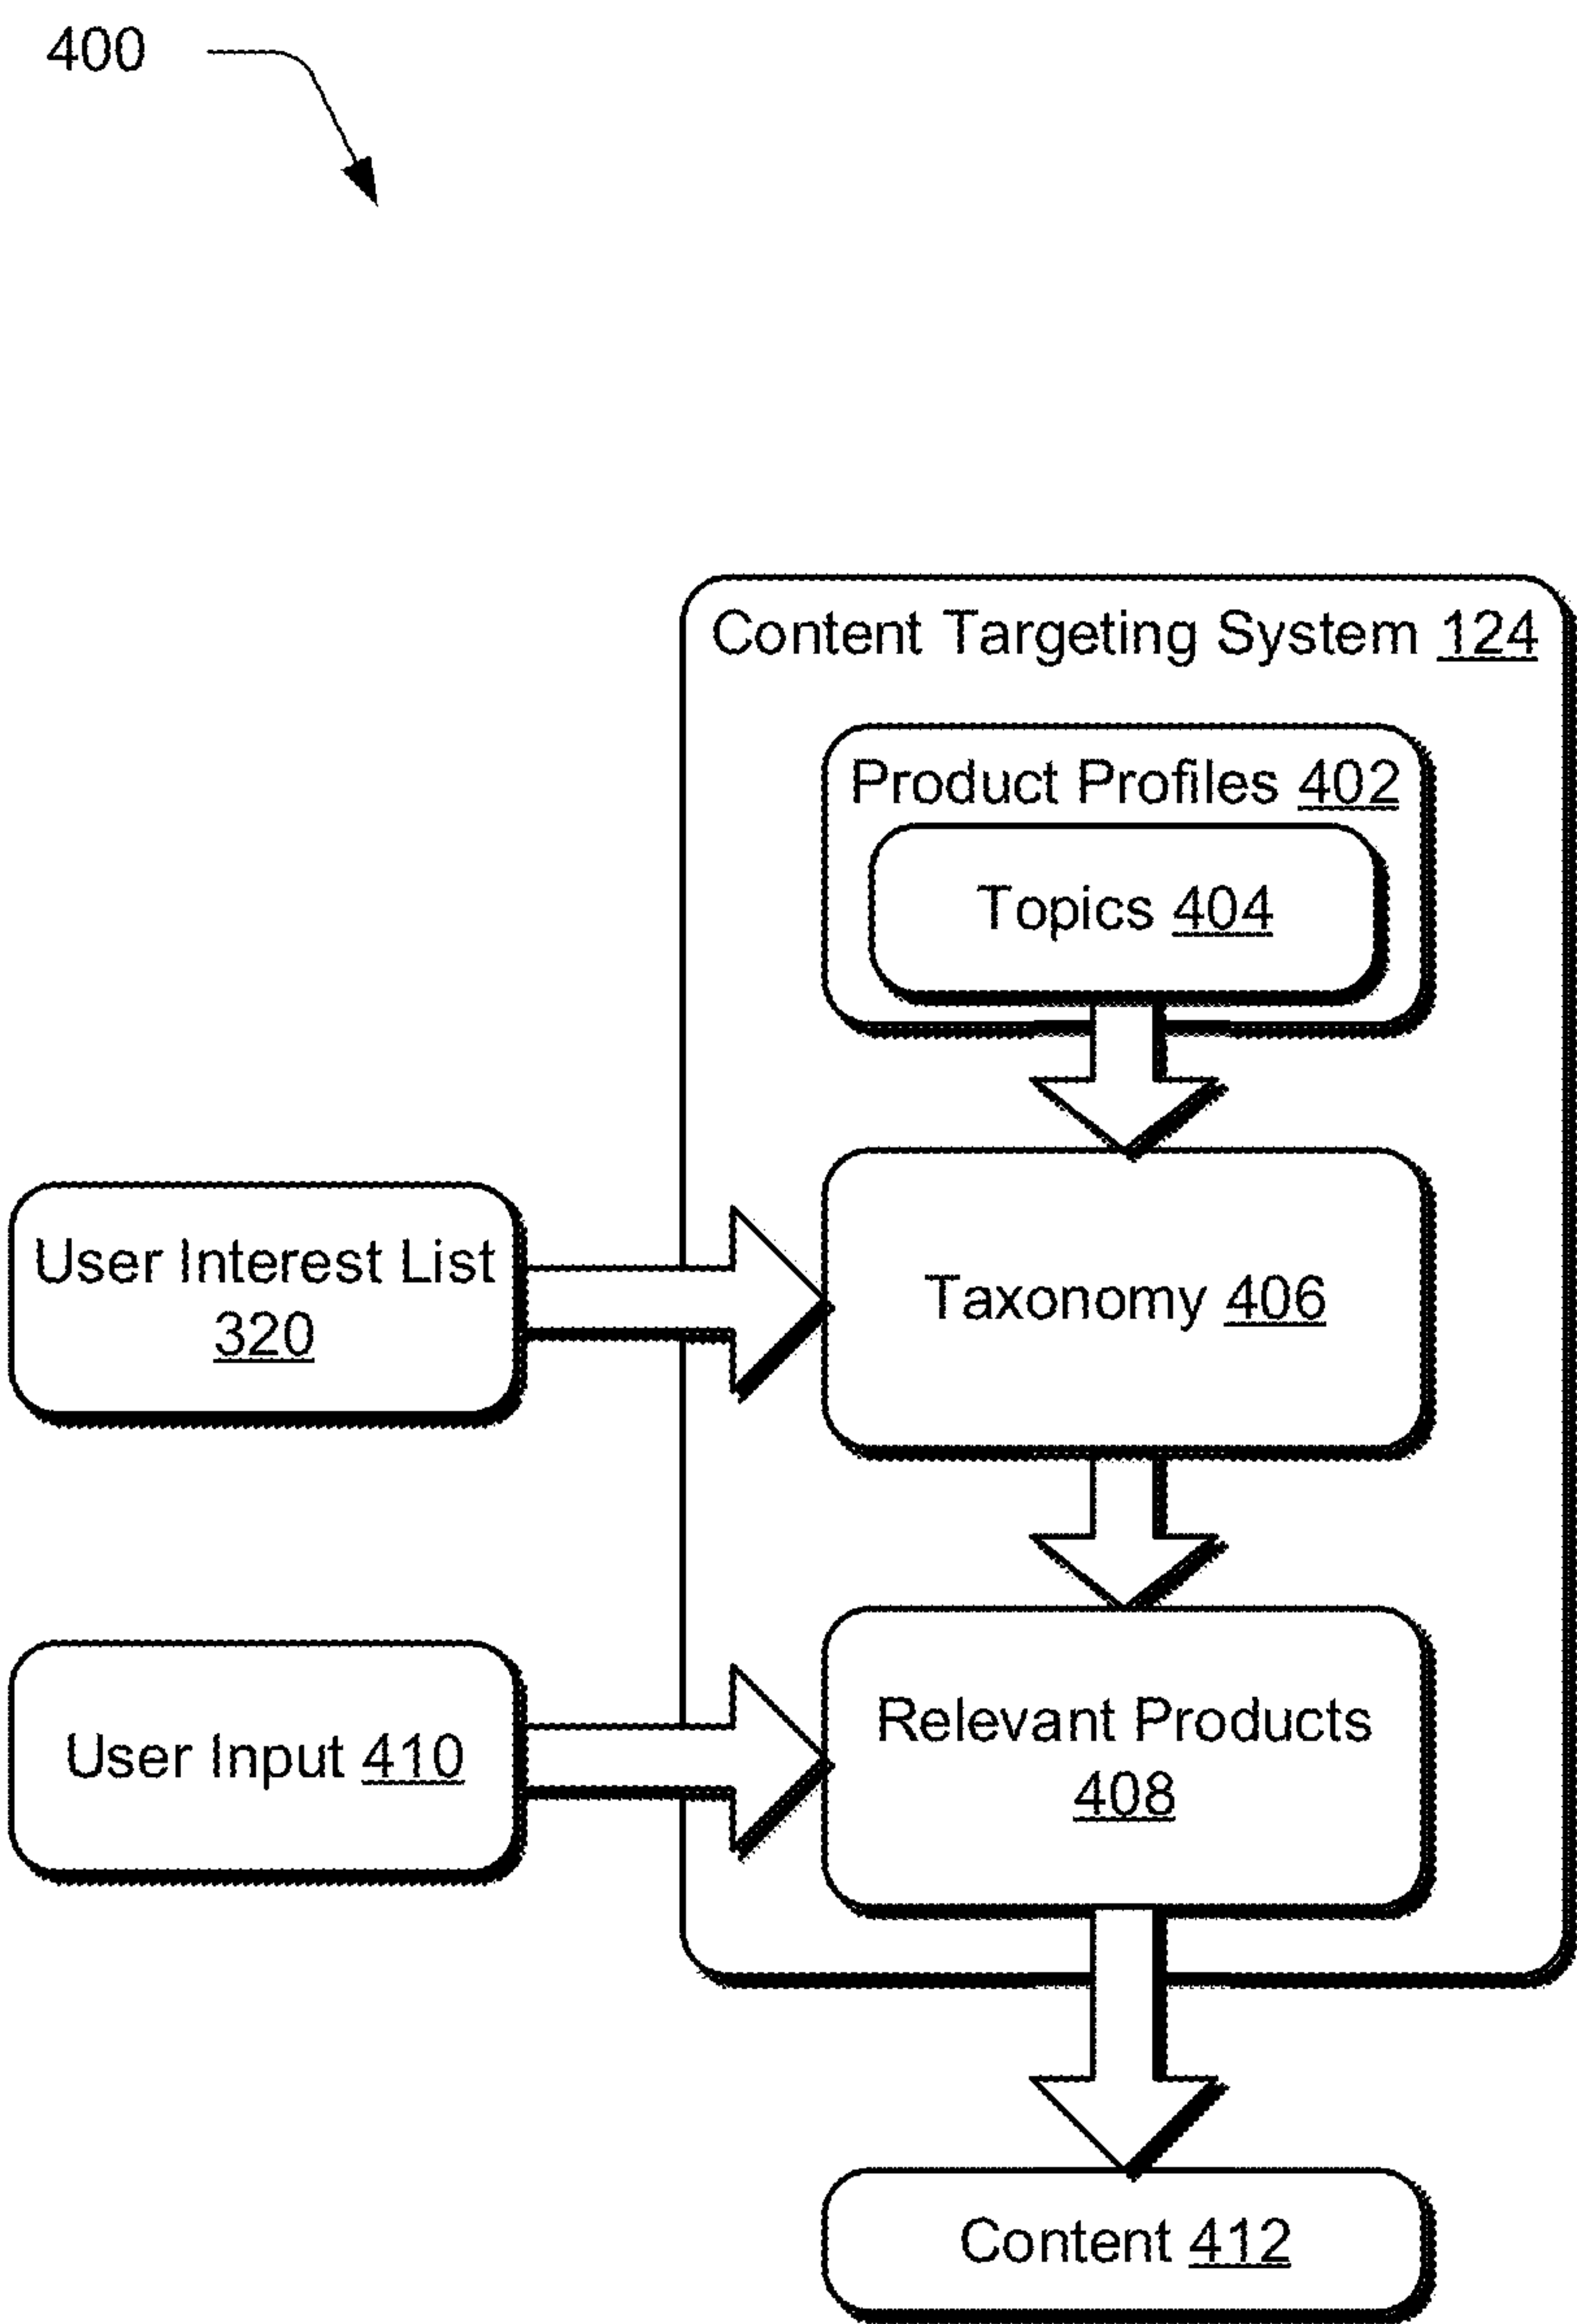 400
Content Targeting System 124
Product Profiles 402
Topics 404
User Interest List
320
Taxonomy 406
User Input 410
Relevant Products
408
Content 412